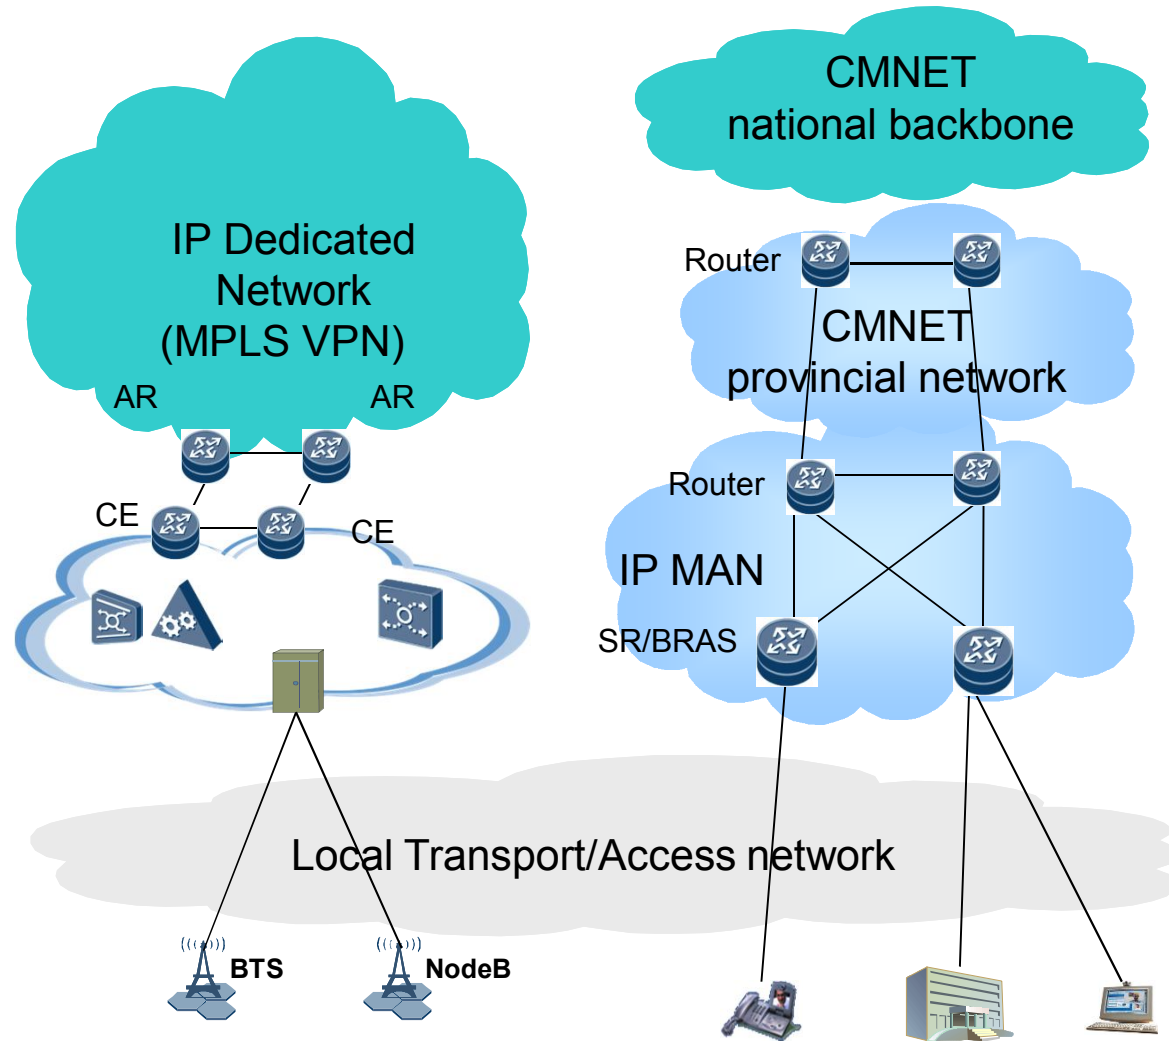 CMNET
national backbone
IP Dedicated
Network
(MPLS VPN)
AR
AR
CE
CE
Router
CMNET
provincial network
Router
IP MAN
SR/BRAS
Local Transport/Access network
BTS
NodeB